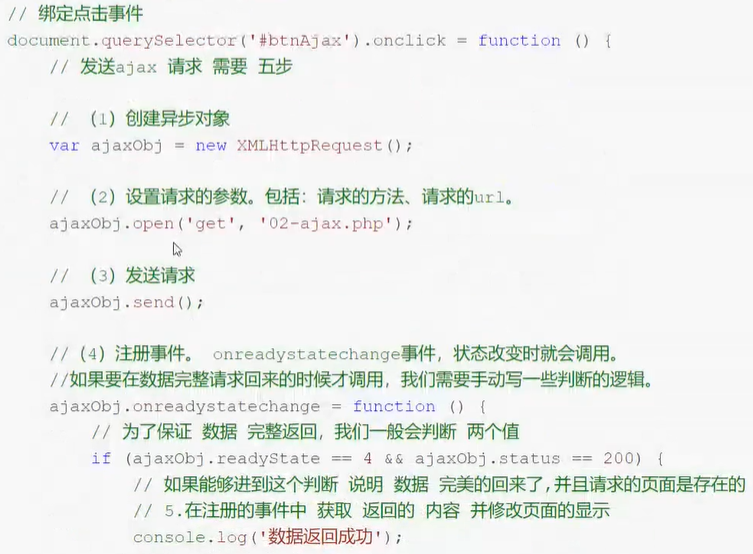 // 绑定点击事件
document.querySelector('#btnAjax').onclick = function () {
// 发送ajax 请求 需要 五步
// （1）创建异步对象
var ajaxObj = new XMLHttpRequest();
// （2）设置请求的参数。包括：请求的方法、请求的url。
ajaxObj.open('get', '02-ajax.php');
// （3）发送请求
ajaxObj.send();
//（4）注册事件。 onreadystatechange事件，状态改变时就会调用。
//如果要在数据完整请求回来的时候才调用，我们需要手动写一些判断的逻辑。
ajaxObj.onreadystatechange = function () {
// 为了保证 数据 完整返回，我们一般会判断 两个值
if (ajaxObj.readyState == 4 && ajaxObj.status == 200) {
// 如果能够进到这个判断 说明 数据 完美的回来了,并且请求的页面是存在的
// 5.在注册的事件中 获取 返回的 内容 并修改页面的显示
console.log('数据返回成功');